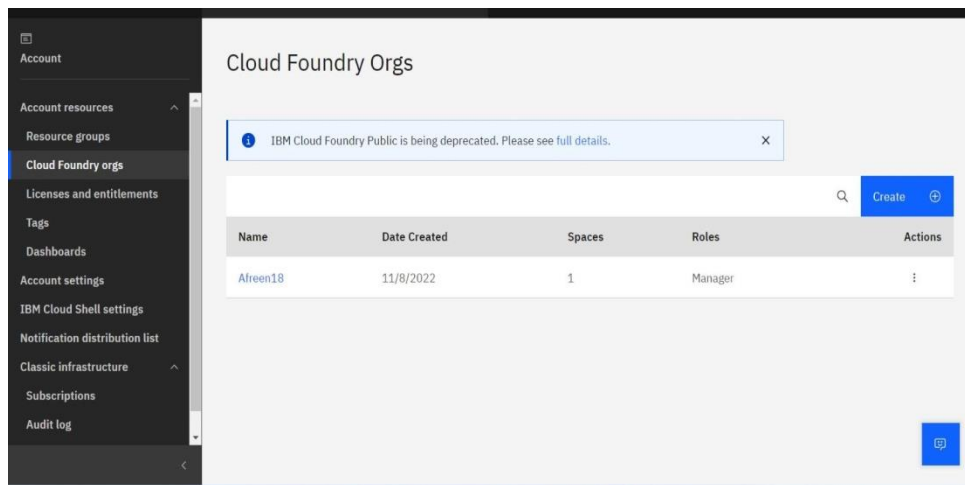 Account
Account resources
Resource groups
Cloud Foundry orgs
Licenses and entitlements
Tags
Dashboards
Account settings
IBM Cloud Shell settings
Notification distribution list
Classic infrastructure
Subscriptions
Audit log
Cloud Foundry Orgs
IBM Cloud Foundry Public is being deprecated. Please see full details.
Create
Name Date Created Spaces Roles Actions
Afreen18 11/8/2022 1 Manager